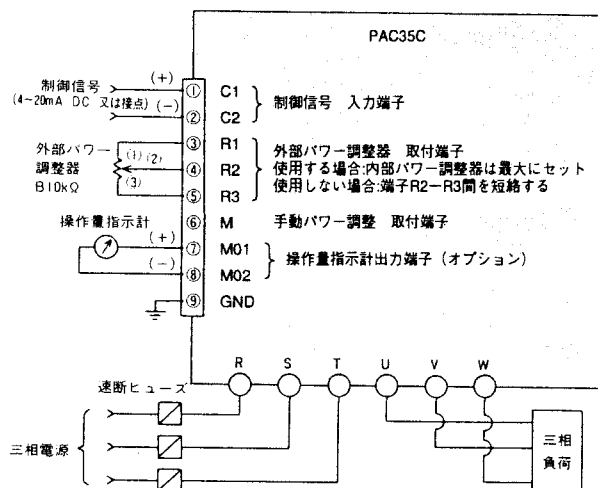 PAC35C
制御信号
(4~20mA DC 又は接点)
(+)
(-)
① C1
② C2
制御信号 入力端子
外部パワー
調整器
B10kΩ
(1)
(2)
(3)
③ R1
④ R2
⑤ R3
外部パワー調整器 取付端子
使用する場合:内部パワー調整器は最大にセット
使用しない場合:端子R2-R3間を短絡する
⑥ M 手動パワー調整 取付端子
操作量指示計
(+)
(-)
⑦ M01
⑧ M02
操作量指示計出力端子 (オプション)
⑨ GND
R S T U V W
速断ヒューズ
三相電源
三相
負荷